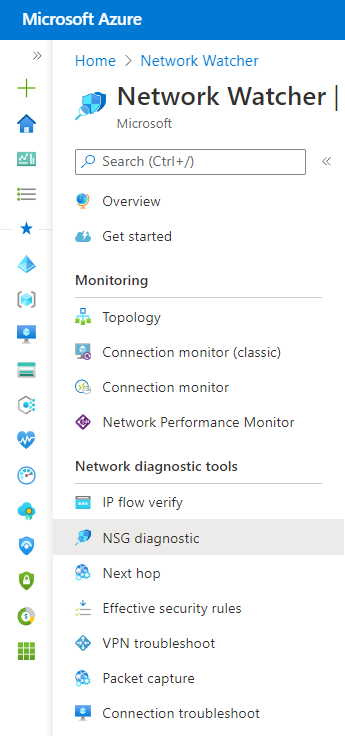 Microsoft Azure
Home > Network Watcher
Network Watcher |
Microsoft
Search (Ctrl+/)
Overview
Get started
Monitoring
Topology
Connection monitor (classic)
Connection monitor
Network Performance Monitor
Network diagnostic tools
IP flow verify
NSG diagnostic
Next hop
Effective security rules
VPN troubleshoot
Packet capture
Connection troubleshoot